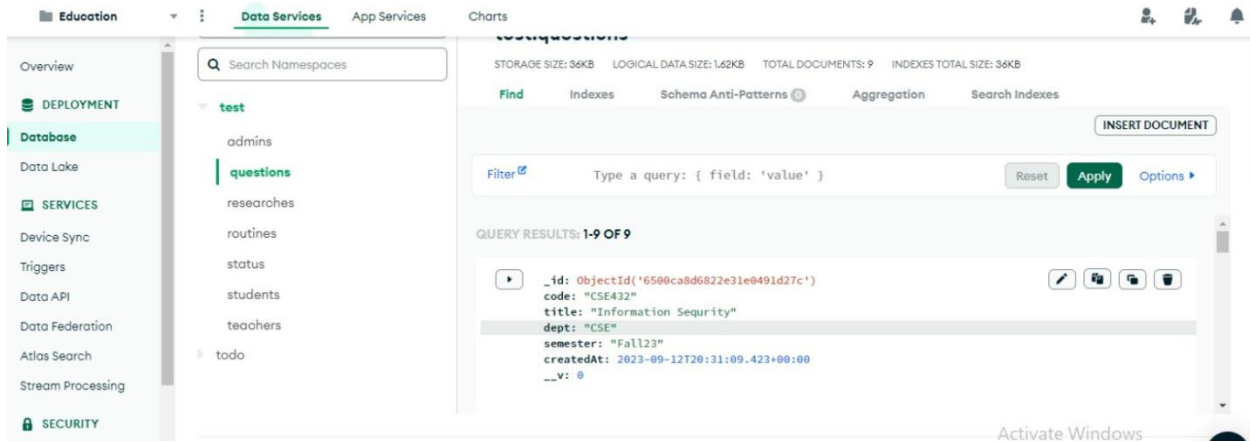 Education
Data Services App Services Charts
Overview
DEPLOYMENT
Database
Data Lake
SERVICES
Device Sync
Triggers
Data API
Data Federation
Atlas Search
Stream Processing
SECURITY
Search Namespaces
test
admins
questions
researches
routines
status
students
teachers
todo
test.questions
STORAGE SIZE: 36KB LOGICAL DATA SIZE: 1.62KB TOTAL DOCUMENTS: 9 INDEXES TOTAL SIZE: 36KB
Find Indexes Schema Anti-Patterns 0 Aggregation Search Indexes
INSERT DOCUMENT
Filter Type a query: { field: 'value' } Reset Apply Options
QUERY RESULTS: 1-9 OF 9
_id: ObjectId('6500ca8d6822e31e0491d27c')
code: "CSE432"
title: "Information Sequrity"
dept: "CSE"
semester: "Fall23"
createdAt: 2023-09-12T20:31:09.423+00:00
__v: 0
Activate Windows